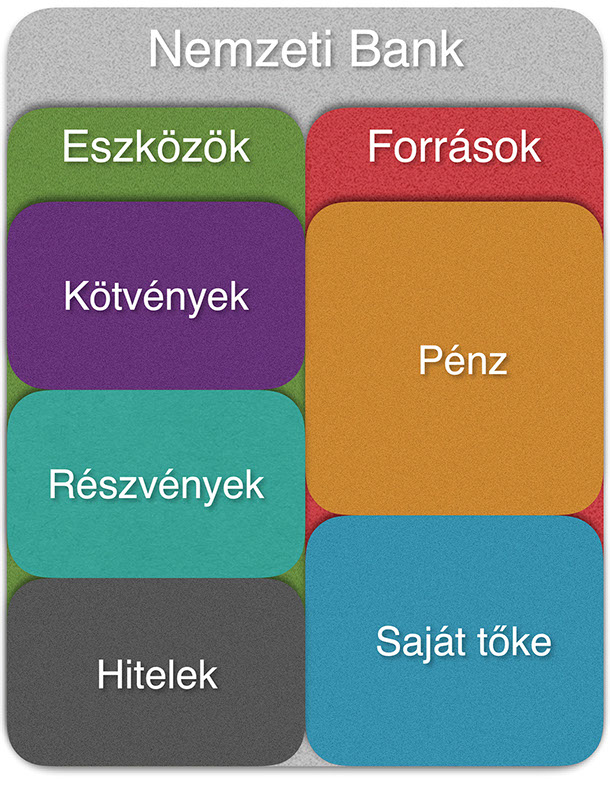 Nemzeti Bank
Eszközök
Források
Kötvények
Pénz
Részvények
Saját tőke
Hitelek